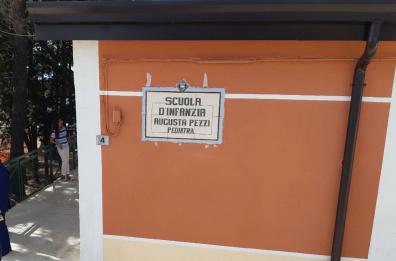 SCUOLA
D'INFANZIA
AUGUSTA PEZZI
PEDIATRA
4